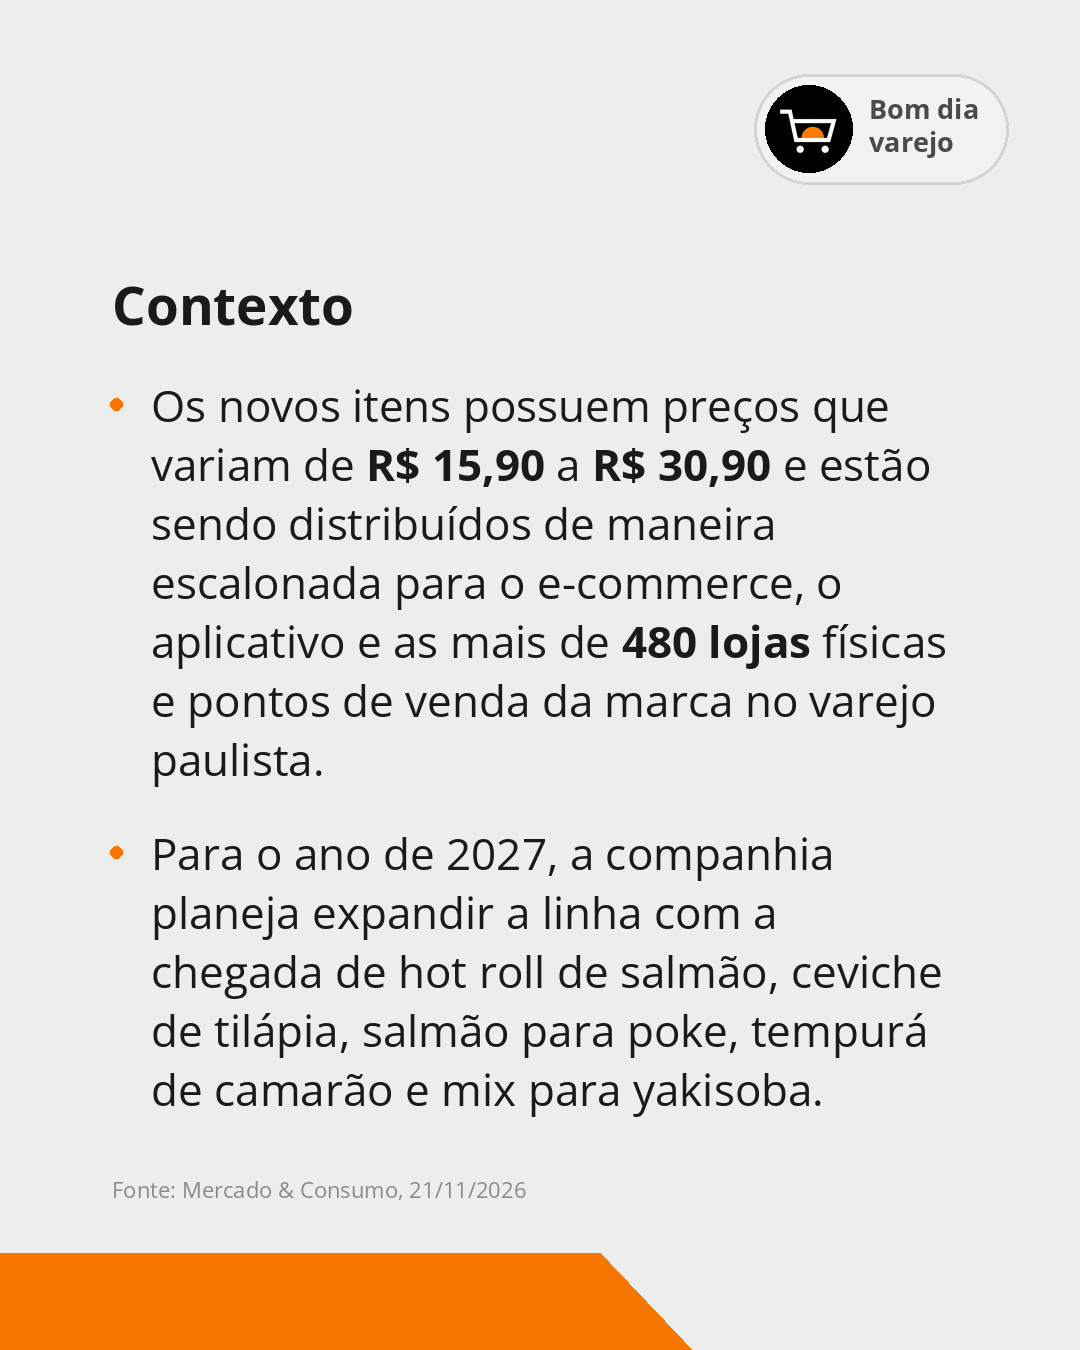 Bom dia
varejo
Contexto
• Os novos itens possuem preços que
variam de R$ 15,90 a R$ 30,90 e estão
sendo distribuídos de maneira
escalonada para o e-commerce, o
aplicativo e as mais de 480 lojas físicas
e pontos de venda da marca no varejo
paulista.
• Para o ano de 2027, a companhia
planeja expandir a linha com a
chegada de hot roll de salmão, ceviche
de tilápia, salmão para poke, tempurá
de camarão e mix para yakisoba.
Fonte: Mercado & Consumo, 21/11/2026